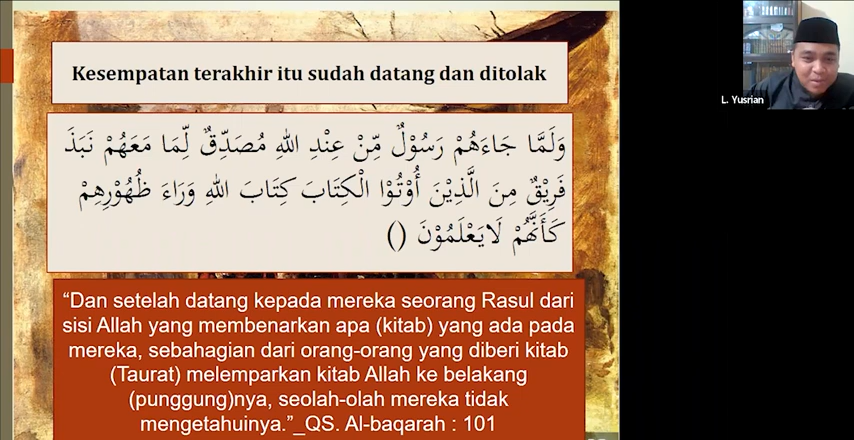 Kesempatan terakhir itu sudah datang dan ditolak
وَلَمَّا جَاءَهُمْ رَسُوْلٌ مِّنْ عِنْدِ اللهِ مُصَدِّقٌ لِّمَا مَعَهُمْ نَبَذَ
فَرِيْقٌ مِنَ الَّذِيْنَ أُوْتُوْا الْكِتَابَ كِتَابَ اللهِ وَرَاءَ ظُهُوْرِهِمْ
كَأَنَّهُمْ لَايَعْلَمُوْنَ ()
“Dan setelah datang kepada mereka seorang Rasul dari
sisi Allah yang membenarkan apa (kitab) yang ada pada
mereka, sebahagian dari orang-orang yang diberi kitab
(Taurat) melemparkan kitab Allah ke belakang
(punggung)nya, seolah-olah mereka tidak
mengetahuinya.”_QS. Al-baqarah : 101
L. Yusrian